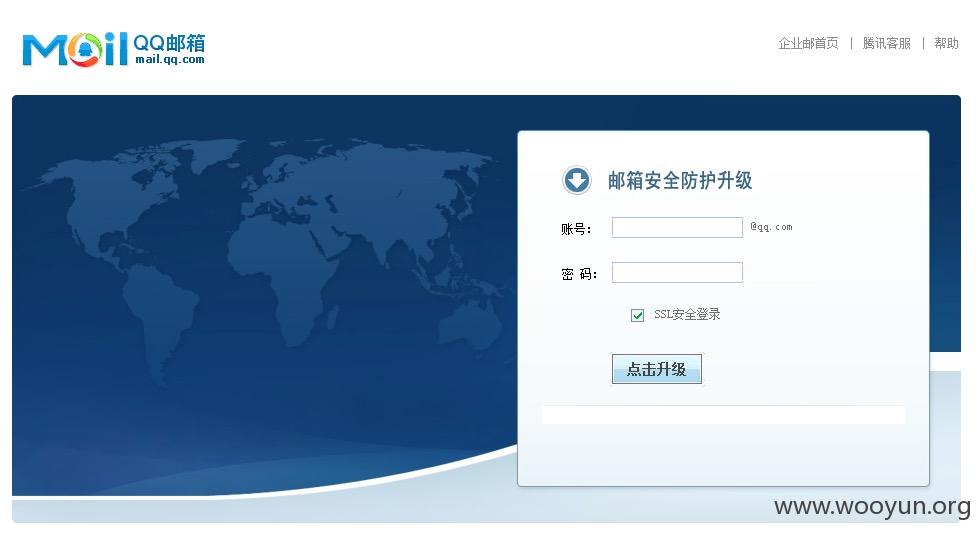 Mail QQ邮箱
mail.qq.com
企业邮首页 | 腾讯客服 | 帮助
邮箱安全防护升级
账号： @qq.com
密 码：
SSL安全登录
点击升级
www.wooyun.org